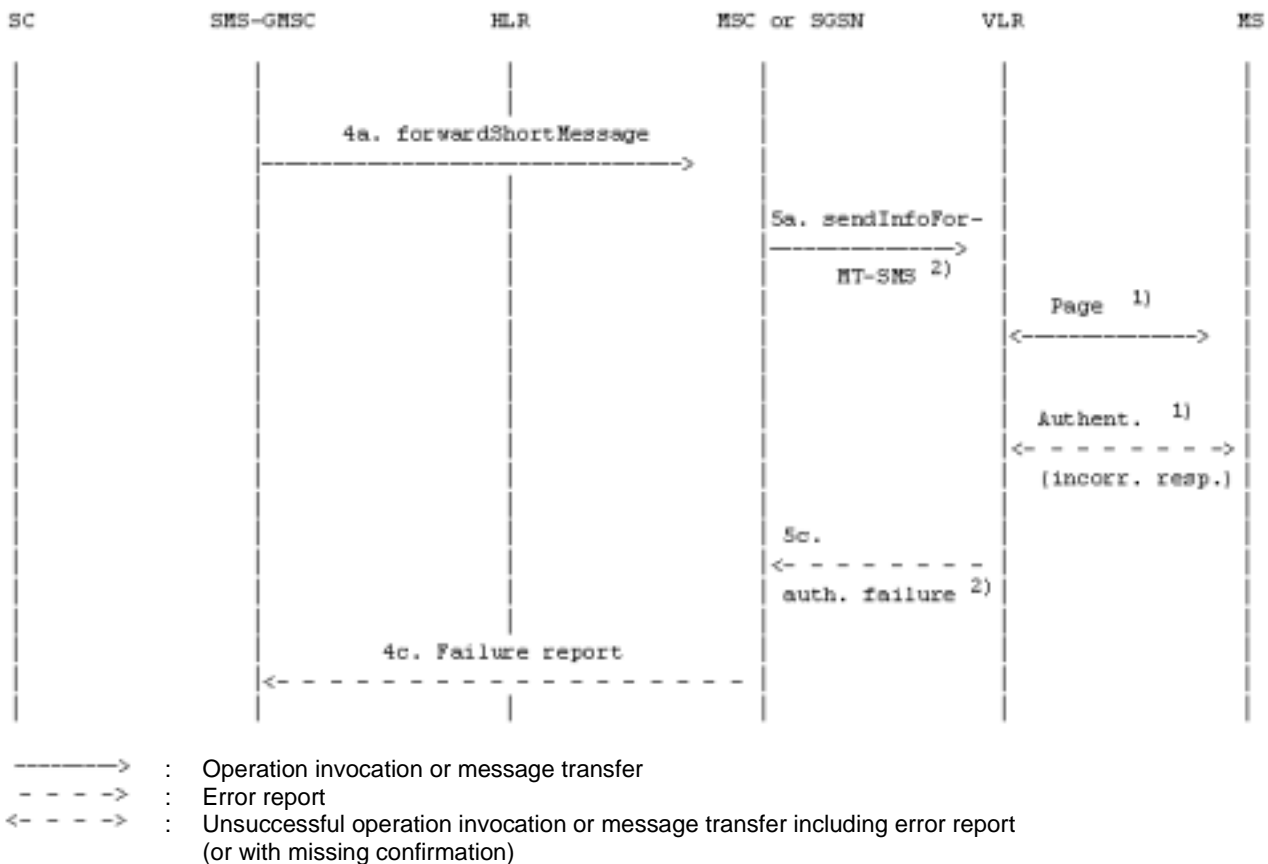 SC SMS-GMSC HLR MSC or SGSN VLR MS
4a. forwardShortMessage
5a. sendInfoFor-
MT-SMS 2)
Page 1)
Authent. 1)
(incorr. resp.)
5c.
auth. failure 2)
4c. Failure report
: Operation invocation or message transfer
: Error report
: Unsuccessful operation invocation or message transfer including error report
(or with missing confirmation)